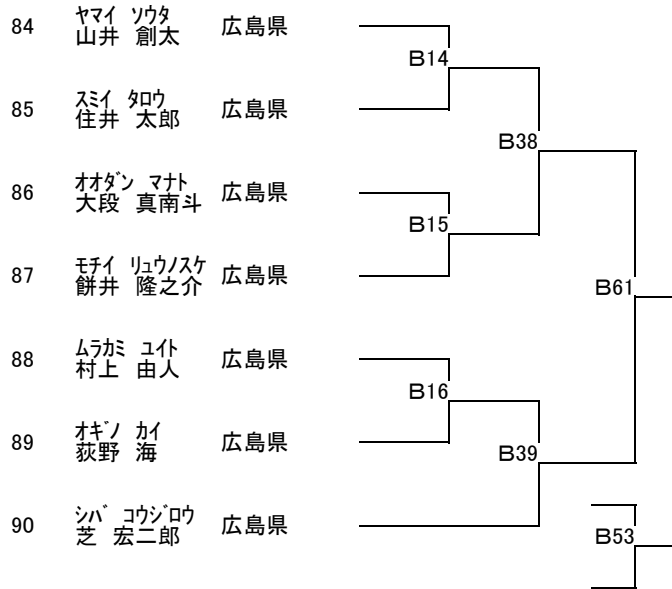 84 ヤマイ ソウタ
山井 創太 広島県
B14
85 スミイ タロウ
住井 太郎 広島県
B38
86 オオダン マナト
大段 真南斗 広島県
B15
87 モチイ リュウノスケ
餅井 隆之介 広島県
B61
88 ムラカミ ユイト
村上 由人 広島県
B16
89 オギノ カイ
荻野 海 広島県
B39
90 シバ コウジロウ
芝 宏二郎 広島県
B53